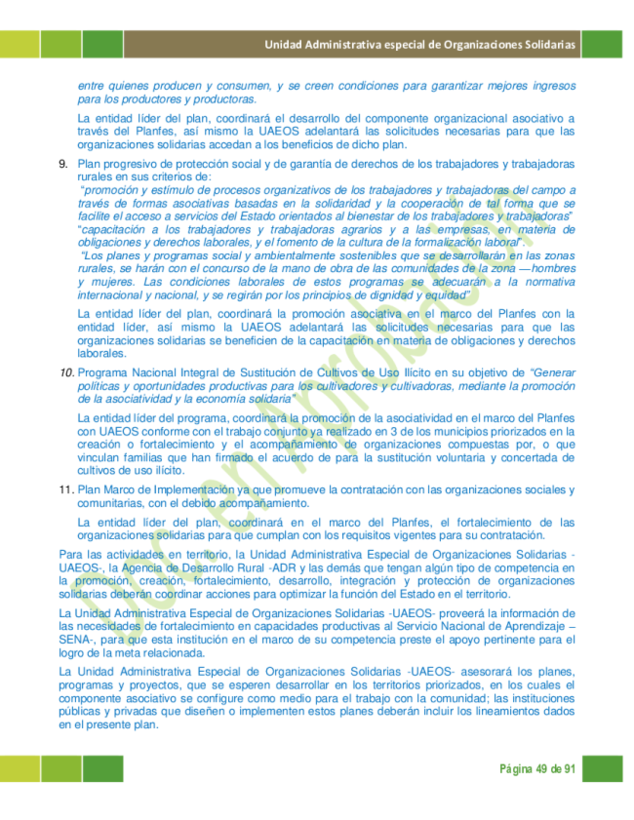 Unidad Administrativa especial de Organizaciones Solidarias
entre quienes producen y consumen, y se creen condiciones para garantizar mejores ingresos
para los productores y productoras.
La entidad líder del plan, coordinará el desarrollo del componente organizacional asociativo a
través del Planfes, así mismo la UAEOS adelantará las solicitudes necesarias para que las
organizaciones solidarias accedan a los beneficios de dicho plan.
9. Plan progresivo de protección social y de garantía de derechos de los trabajadores y trabajadoras
rurales en sus criterios de:
“promoción y estímulo de procesos organizativos de los trabajadores y trabajadoras del campo a
través de formas asociativas basadas en la solidaridad y la cooperación de tal forma que se
facilite el acceso a servicios del Estado orientados al bienestar de los trabajadores y trabajadoras”
“capacitación a los trabajadores y trabajadoras agrarios y a las empresas, en materia de
obligaciones y derechos laborales, y el fomento de la cultura de la formalización laboral”.
“Los planes y programas social y ambientalmente sostenibles que se desarrollarán en las zonas
rurales, se harán con el concurso de la mano de obra de las comunidades de la zona —hombres
y mujeres. Las condiciones laborales de estos programas se adecuarán a la normativa
internacional y nacional, y se regirán por los principios de dignidad y equidad”
La entidad líder del plan, coordinará la promoción asociativa en el marco del Planfes con la
entidad líder, así mismo la UAEOS adelantará las solicitudes necesarias para que las
organizaciones solidarias se beneficien de la capacitación en materia de obligaciones y derechos
laborales.
10. Programa Nacional Integral de Sustitución de Cultivos de Uso Ilícito en su objetivo de “Generar
políticas y oportunidades productivas para los cultivadores y cultivadoras, mediante la promoción
de la asociatividad y la economía solidaria”
La entidad líder del programa, coordinará la promoción de la asociatividad en el marco del Planfes
con UAEOS conforme con el trabajo conjunto ya realizado en 3 de los municipios priorizados en la
creación o fortalecimiento y el acompañamiento de organizaciones compuestas por, o que
vinculan familias que han firmado el acuerdo de para la sustitución voluntaria y concertada de
cultivos de uso ilícito.
11. Plan Marco de Implementación ya que promueve la contratación con las organizaciones sociales y
comunitarias, con el debido acompañamiento.
La entidad líder del plan, coordinará en el marco del Planfes, el fortalecimiento de las
organizaciones solidarias para que cumplan con los requisitos vigentes para su contratación.
Para las actividades en territorio, la Unidad Administrativa Especial de Organizaciones Solidarias -
UAEOS-, la Agencia de Desarrollo Rural -ADR y las demás que tengan algún tipo de competencia en
la promoción, creación, fortalecimiento, desarrollo, integración y protección de organizaciones
solidarias deberán coordinar acciones para optimizar la función del Estado en el territorio.
La Unidad Administrativa Especial de Organizaciones Solidarias -UAEOS- proveerá la información de
las necesidades de fortalecimiento en capacidades productivas al Servicio Nacional de Aprendizaje –
SENA-, para que esta institución en el marco de su competencia preste el apoyo pertinente para el
logro de la meta relacionada.
La Unidad Administrativa Especial de Organizaciones Solidarias -UAEOS- asesorará los planes,
programas y proyectos, que se esperen desarrollar en los territorios priorizados, en los cuales el
componente asociativo se configure como medio para el trabajo con la comunidad; las instituciones
públicas y privadas que diseñen o implementen estos planes deberán incluir los lineamientos dados
en el presente plan.
Doc. en Aprobación
Página 49 de 91